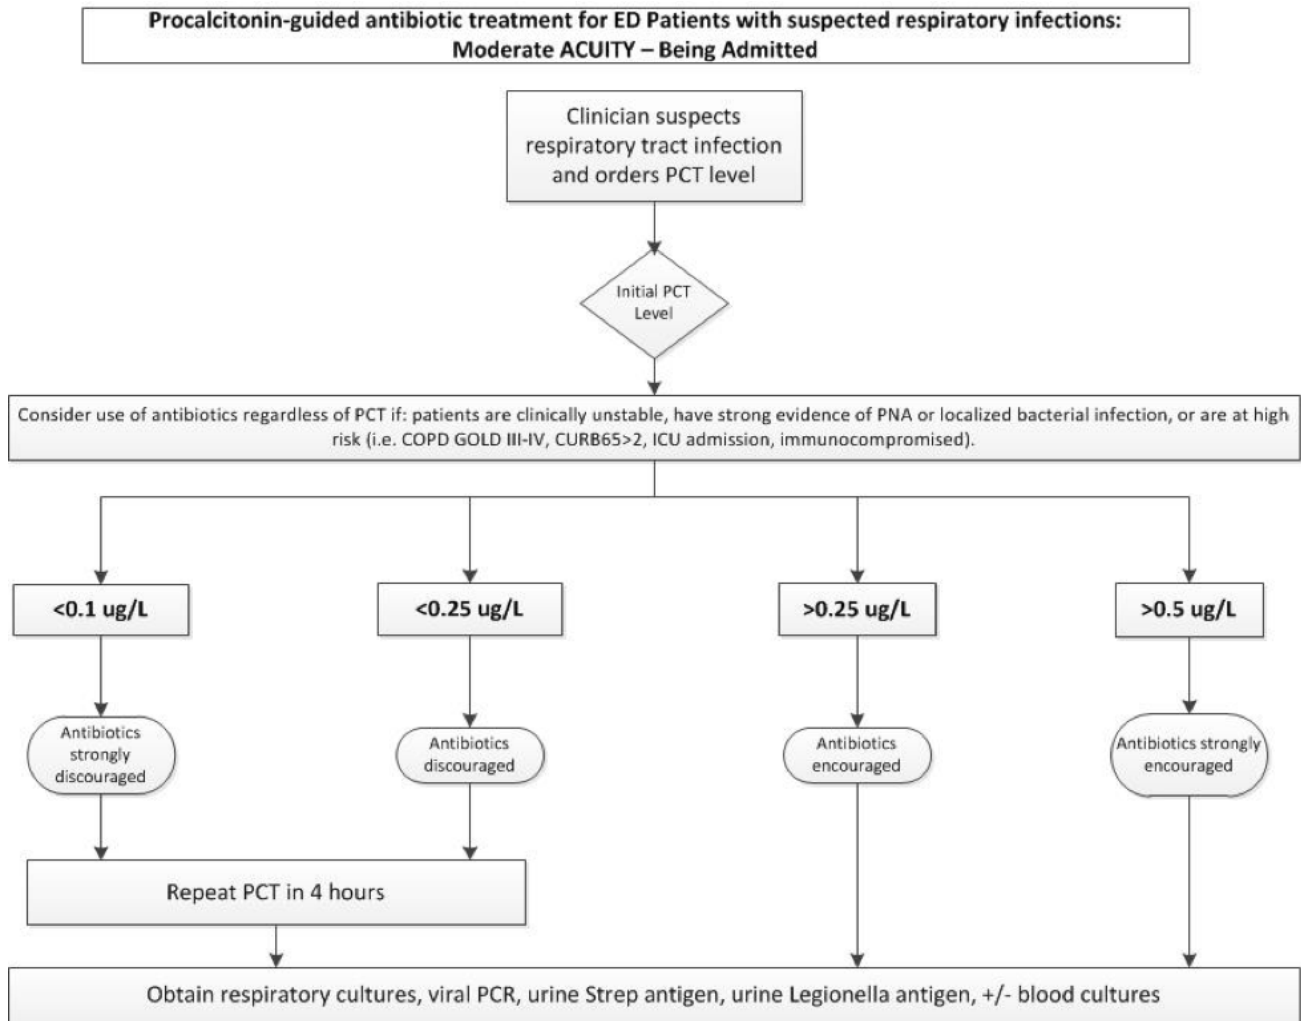 Procalcitonin-guided antibiotic treatment for ED Patients with suspected respiratory infections:
Moderate ACUITY – Being Admitted
Clinician suspects
respiratory tract infection
and orders PCT level
Initial PCT
Level
Consider use of antibiotics regardless of PCT if: patients are clinically unstable, have strong evidence of PNA or localized bacterial infection, or are at high
risk (i.e. COPD GOLD III-IV, CURB65>2, ICU admission, immunocompromised).
<0.1 ug/L
<0.25 ug/L
>0.25 ug/L
>0.5 ug/L
Antibiotics
strongly
discouraged
Antibiotics
discouraged
Antibiotics
encouraged
Antibiotics strongly
encouraged
Repeat PCT in 4 hours
Obtain respiratory cultures, viral PCR, urine Strep antigen, urine Legionella antigen, +/- blood cultures